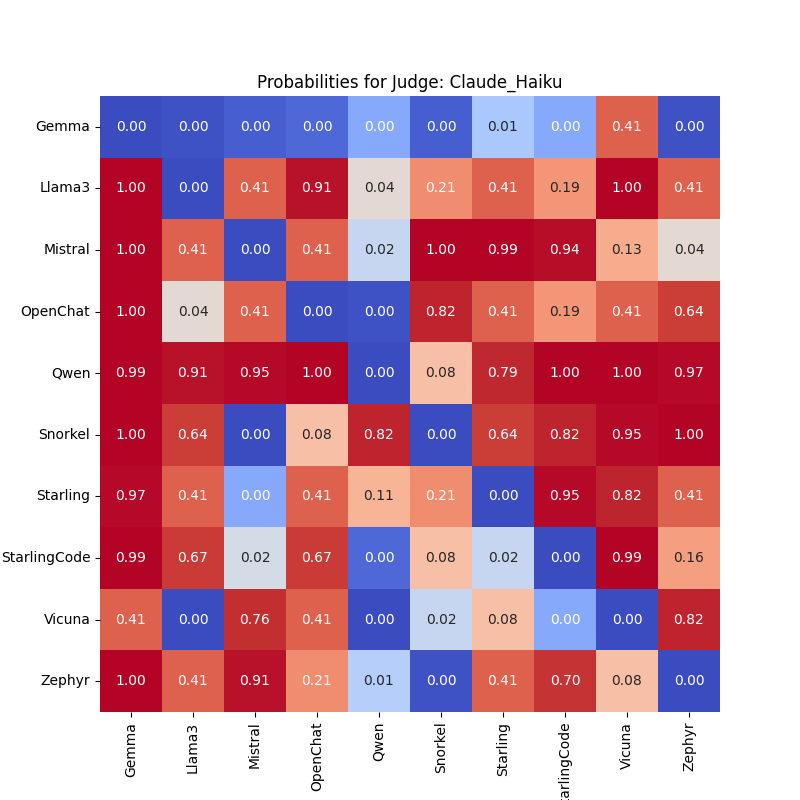 Probabilities for Judge: Claude_Haiku
Gemma 0.00 0.00 0.00 0.00 0.00 0.00 0.01 0.00 0.41 0.00
Llama3 1.00 0.00 0.41 0.91 0.04 0.21 0.41 0.19 1.00 0.41
Mistral 1.00 0.41 0.00 0.41 0.02 1.00 0.99 0.94 0.13 0.04
OpenChat 1.00 0.04 0.41 0.00 0.00 0.82 0.41 0.19 0.41 0.64
Qwen 0.99 0.91 0.95 1.00 0.00 0.08 0.79 1.00 1.00 0.97
Snorkel 1.00 0.64 0.00 0.08 0.82 0.00 0.64 0.82 0.95 1.00
Starling 0.97 0.41 0.00 0.41 0.11 0.21 0.00 0.95 0.82 0.41
StarlingCode 0.99 0.67 0.02 0.67 0.00 0.08 0.02 0.00 0.99 0.16
Vicuna 0.41 0.00 0.76 0.41 0.00 0.02 0.08 0.00 0.00 0.82
Zephyr 1.00 0.41 0.91 0.21 0.01 0.00 0.41 0.70 0.08 0.00
Gemma Llama3 Mistral OpenChat Qwen Snorkel Starling arlingCode Vicuna Zephyr